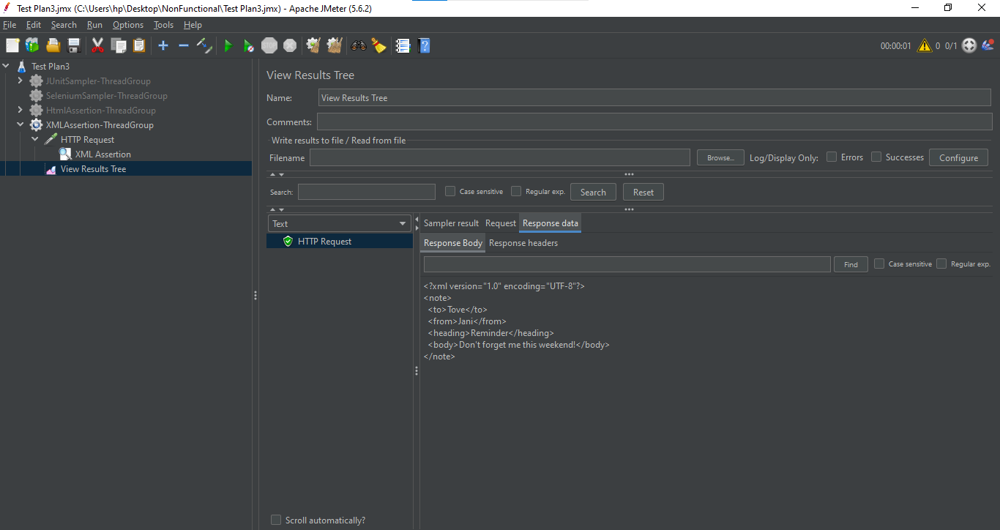 Test Plan3.jmx (C:\Users\hp\Desktop\NonFunctional\Test Plan3.jmx) - Apache JMeter (5.6.2)
File Edit Search Run Options Tools Help
STOP 00:00:01 0 0/1
Test Plan3
JUnitSampler-ThreadGroup
SeleniumSampler-ThreadGroup
HtmlAssertion-ThreadGroup
XMLAssertion-ThreadGroup
HTTP Request
XML Assertion
View Results Tree
View Results Tree
Name: View Results Tree
Comments:
Write results to file / Read from file
Filename Browse... Log/Display Only: Errors Successes Configure
Search: Case sensitive Regular exp. Search Reset
Text
HTTP Request
Scroll automatically?
Sampler result Request Response data
Response Body Response headers
Find Case sensitive Regular exp.
<?xml version="1.0" encoding="UTF-8"?>
<note>
<to>Tove</to>
<from>Jani</from>
<heading>Reminder</heading>
<body>Don't forget me this weekend!</body>
</note>